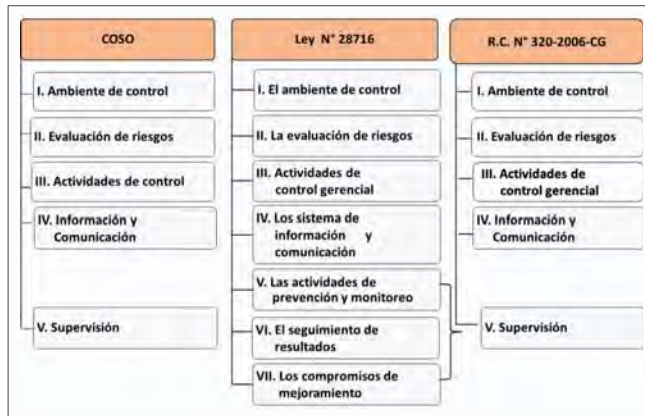 COSO
I. Ambiente de control
II. Evaluación de riesgos
III. Actividades de control
IV. Información y
Comunicación
V. Supervisión
Ley N° 28716
I. El ambiente de control
II. La evaluación de riesgos
III. Actividades de
control gerencial
IV. Los sistema de
información y
comunicación
V. Las actividades de
prevención y monitoreo
VI. El seguimiento de
resultados
VII. Los compromisos de
mejoramiento
R.C. N° 320-2006-CG
I. Ambiente de control
II. Evaluación de riesgos
III. Actividades de
control gerencial
IV. Información y
Comunicación
V. Supervisión